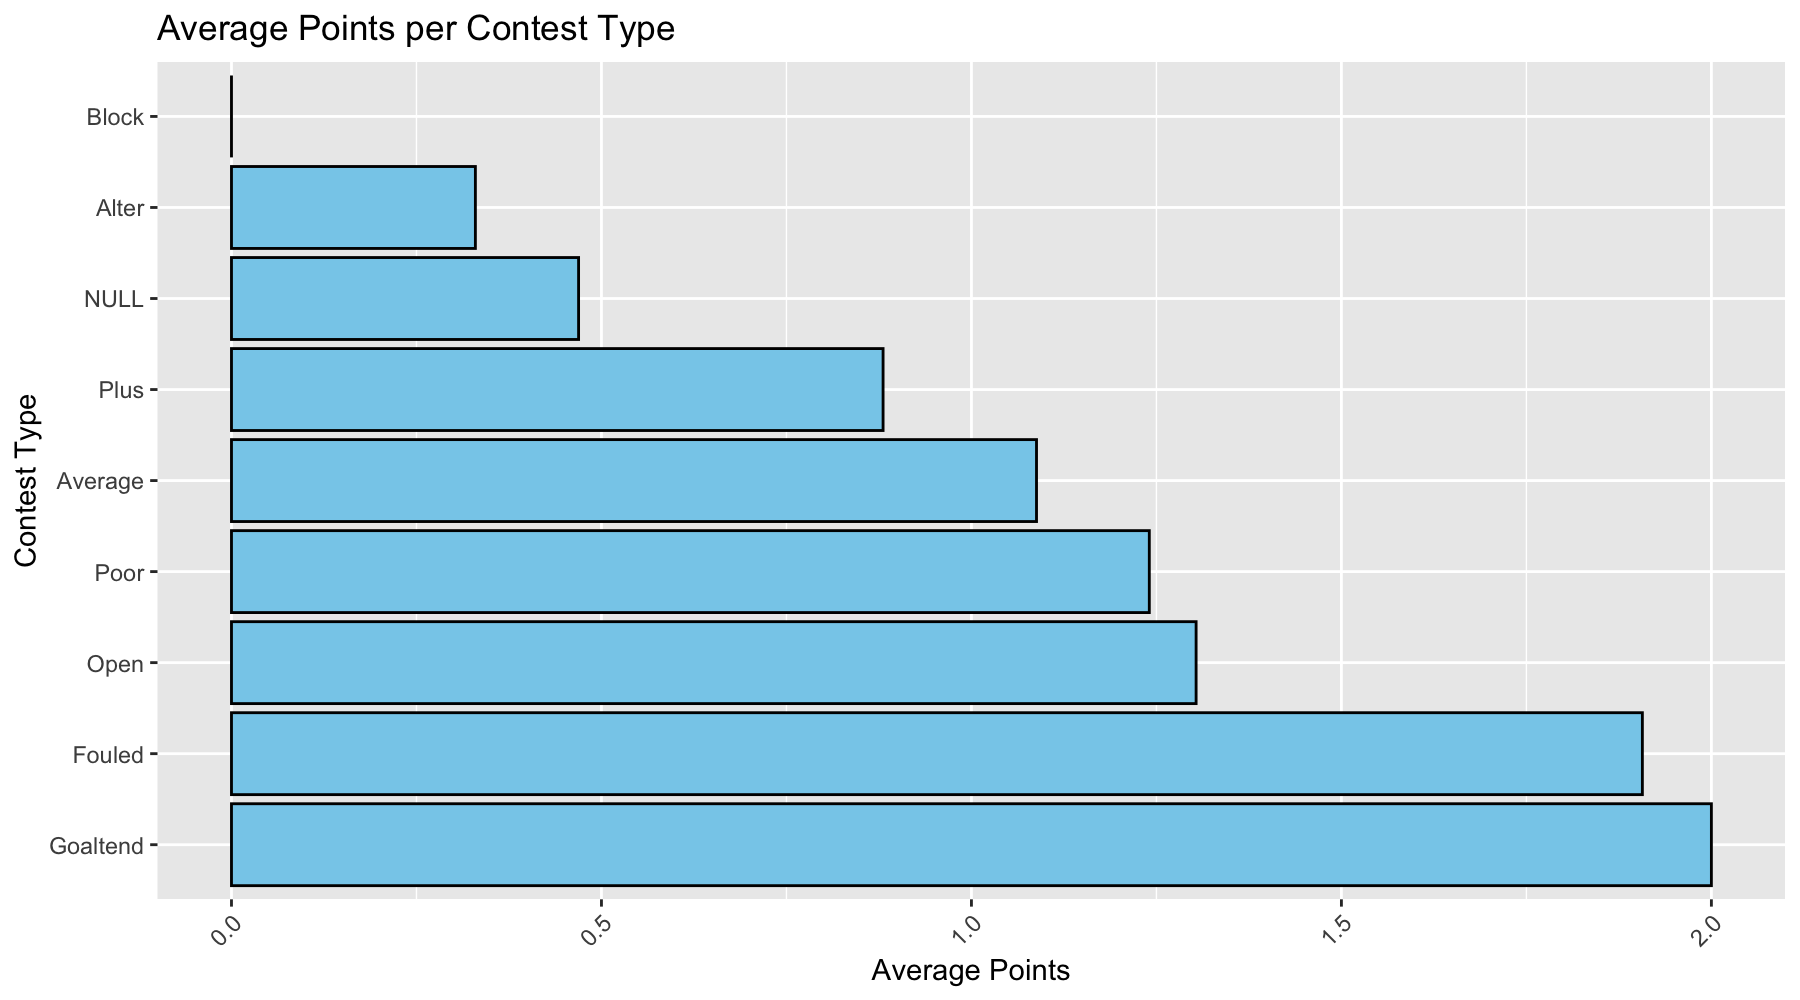 Average Points per Contest Type
Contest Type
Block
Alter
NULL
Plus
Average
Poor
Open
Fouled
Goaltend
0.0
0.5
1.0
1.5
2.0
Average Points